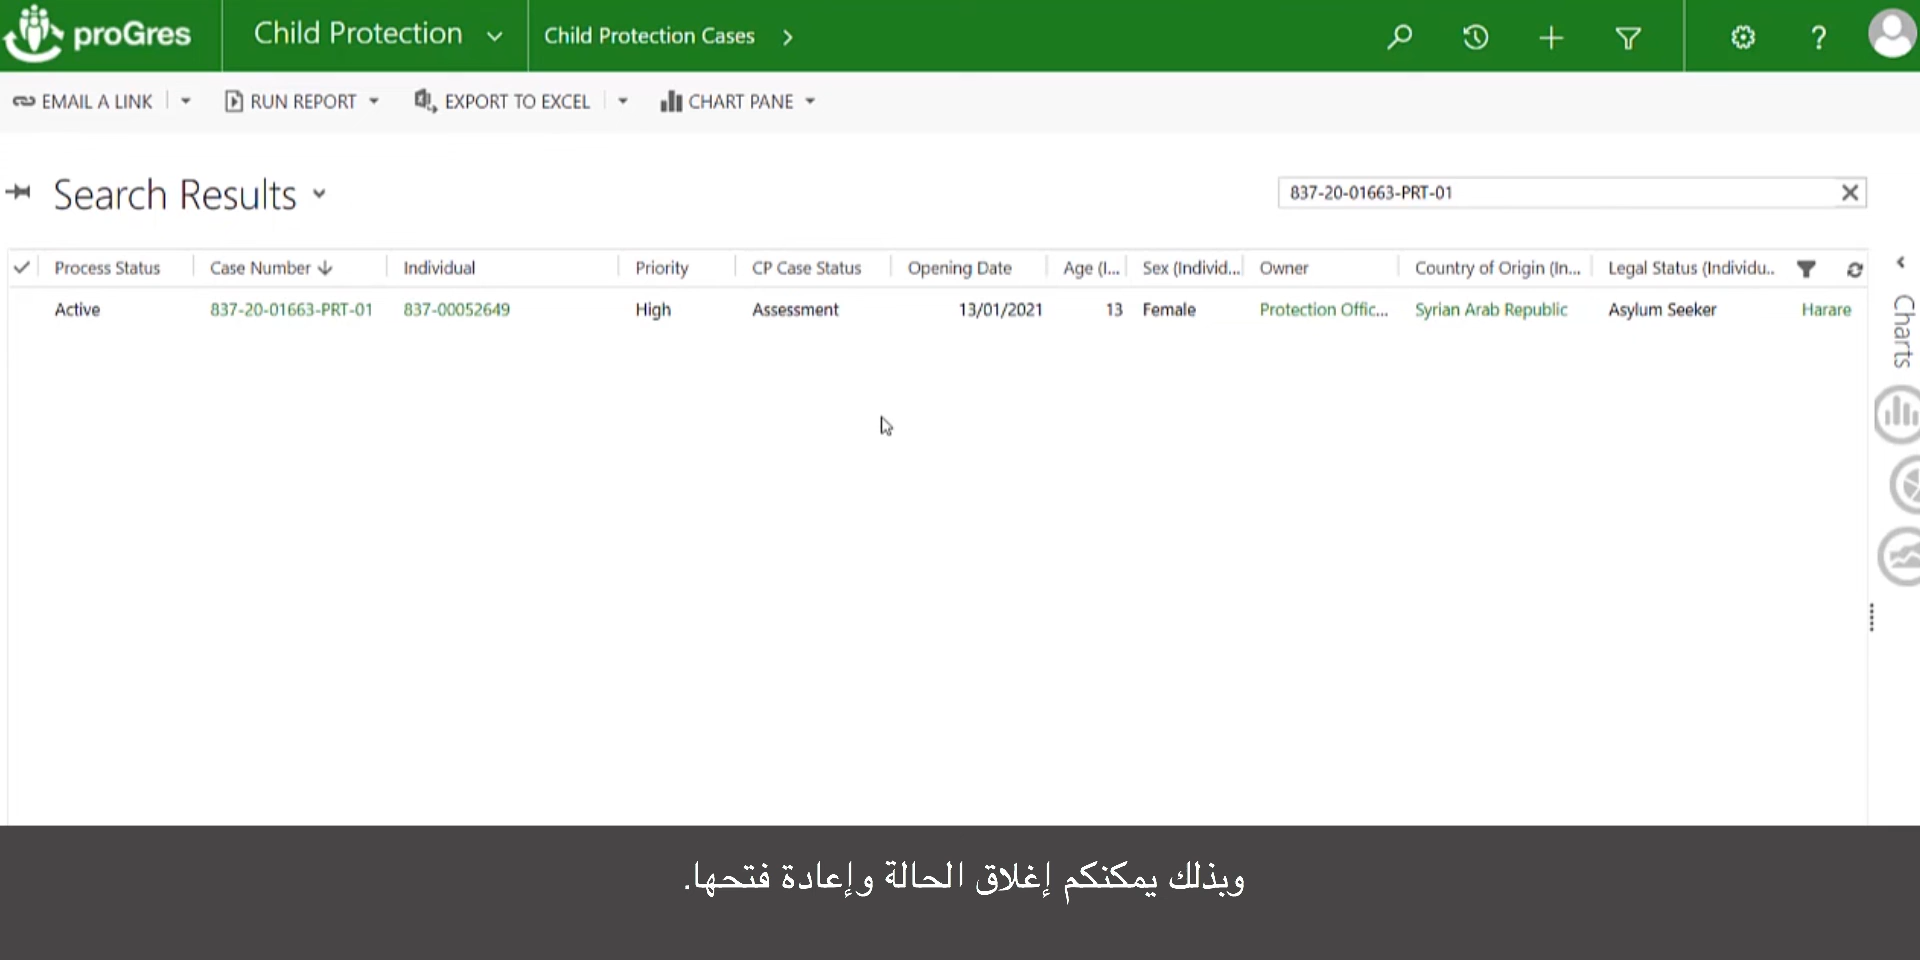 proGres
Child Protection
Child Protection Cases
EMAIL A LINK
RUN REPORT
EXPORT TO EXCEL
CHART PANE
Search Results
837-20-01663-PRT-01
Process Status Case Number Individual Priority CP Case Status Opening Date Age (I... Sex (Individ... Owner Country of Origin (In... Legal Status (Individu..
Active 837-20-01663-PRT-01 837-00052649 High Assessment 13/01/2021 13 Female Protection Offic... Syrian Arab Republic Asylum Seeker Harare
Charts
وبذلك يمكنكم إغلاق الحالة وإعادة فتحها.